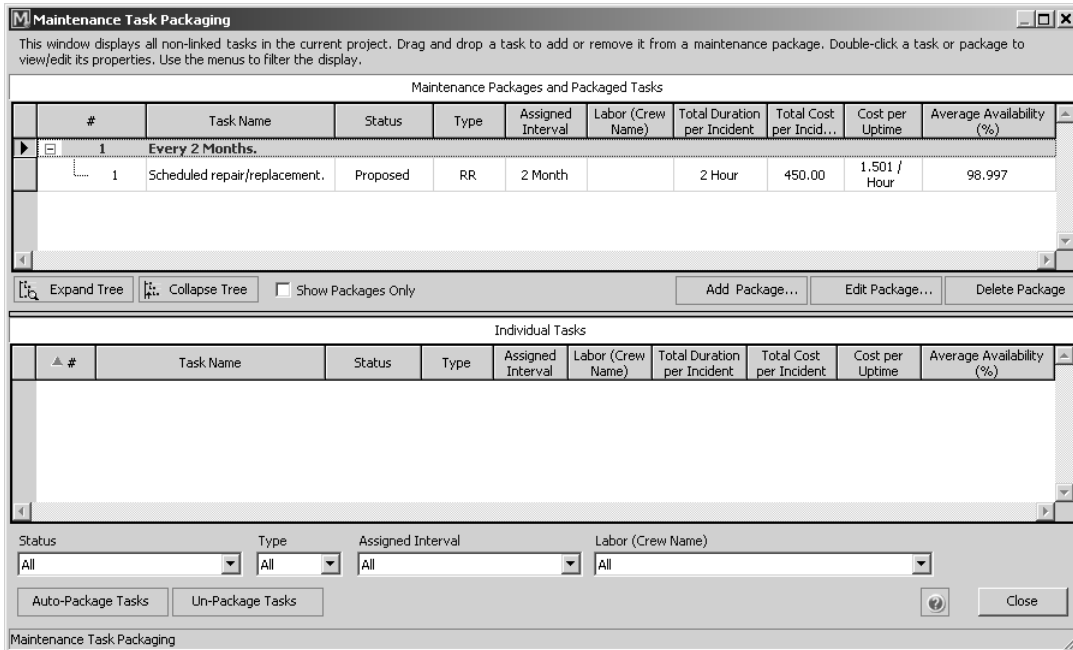 Maintenance Task Packaging
This window displays all non-linked tasks in the current project. Drag and drop a task to add or remove it from a maintenance package. Double-click a task or package to
view/edit its properties. Use the menus to filter the display.
Maintenance Packages and Packaged Tasks
# Task Name Status Type Assigned Interval Labor (Crew Name) Total Duration per Incident Total Cost per Incid... Cost per Uptime Average Availability (%)
1 Every 2 Months.
1 Scheduled repair/replacement. Proposed RR 2 Month 2 Hour 450.00 1.501 / Hour 98.997
Expand Tree Collapse Tree Show Packages Only Add Package... Edit Package... Delete Package
Individual Tasks
# Task Name Status Type Assigned Interval Labor (Crew Name) Total Duration per Incident Total Cost per Incident Cost per Uptime Average Availability (%)
Status Type Assigned Interval Labor (Crew Name)
All All All All
Auto-Package Tasks Un-Package Tasks Close
Maintenance Task Packaging